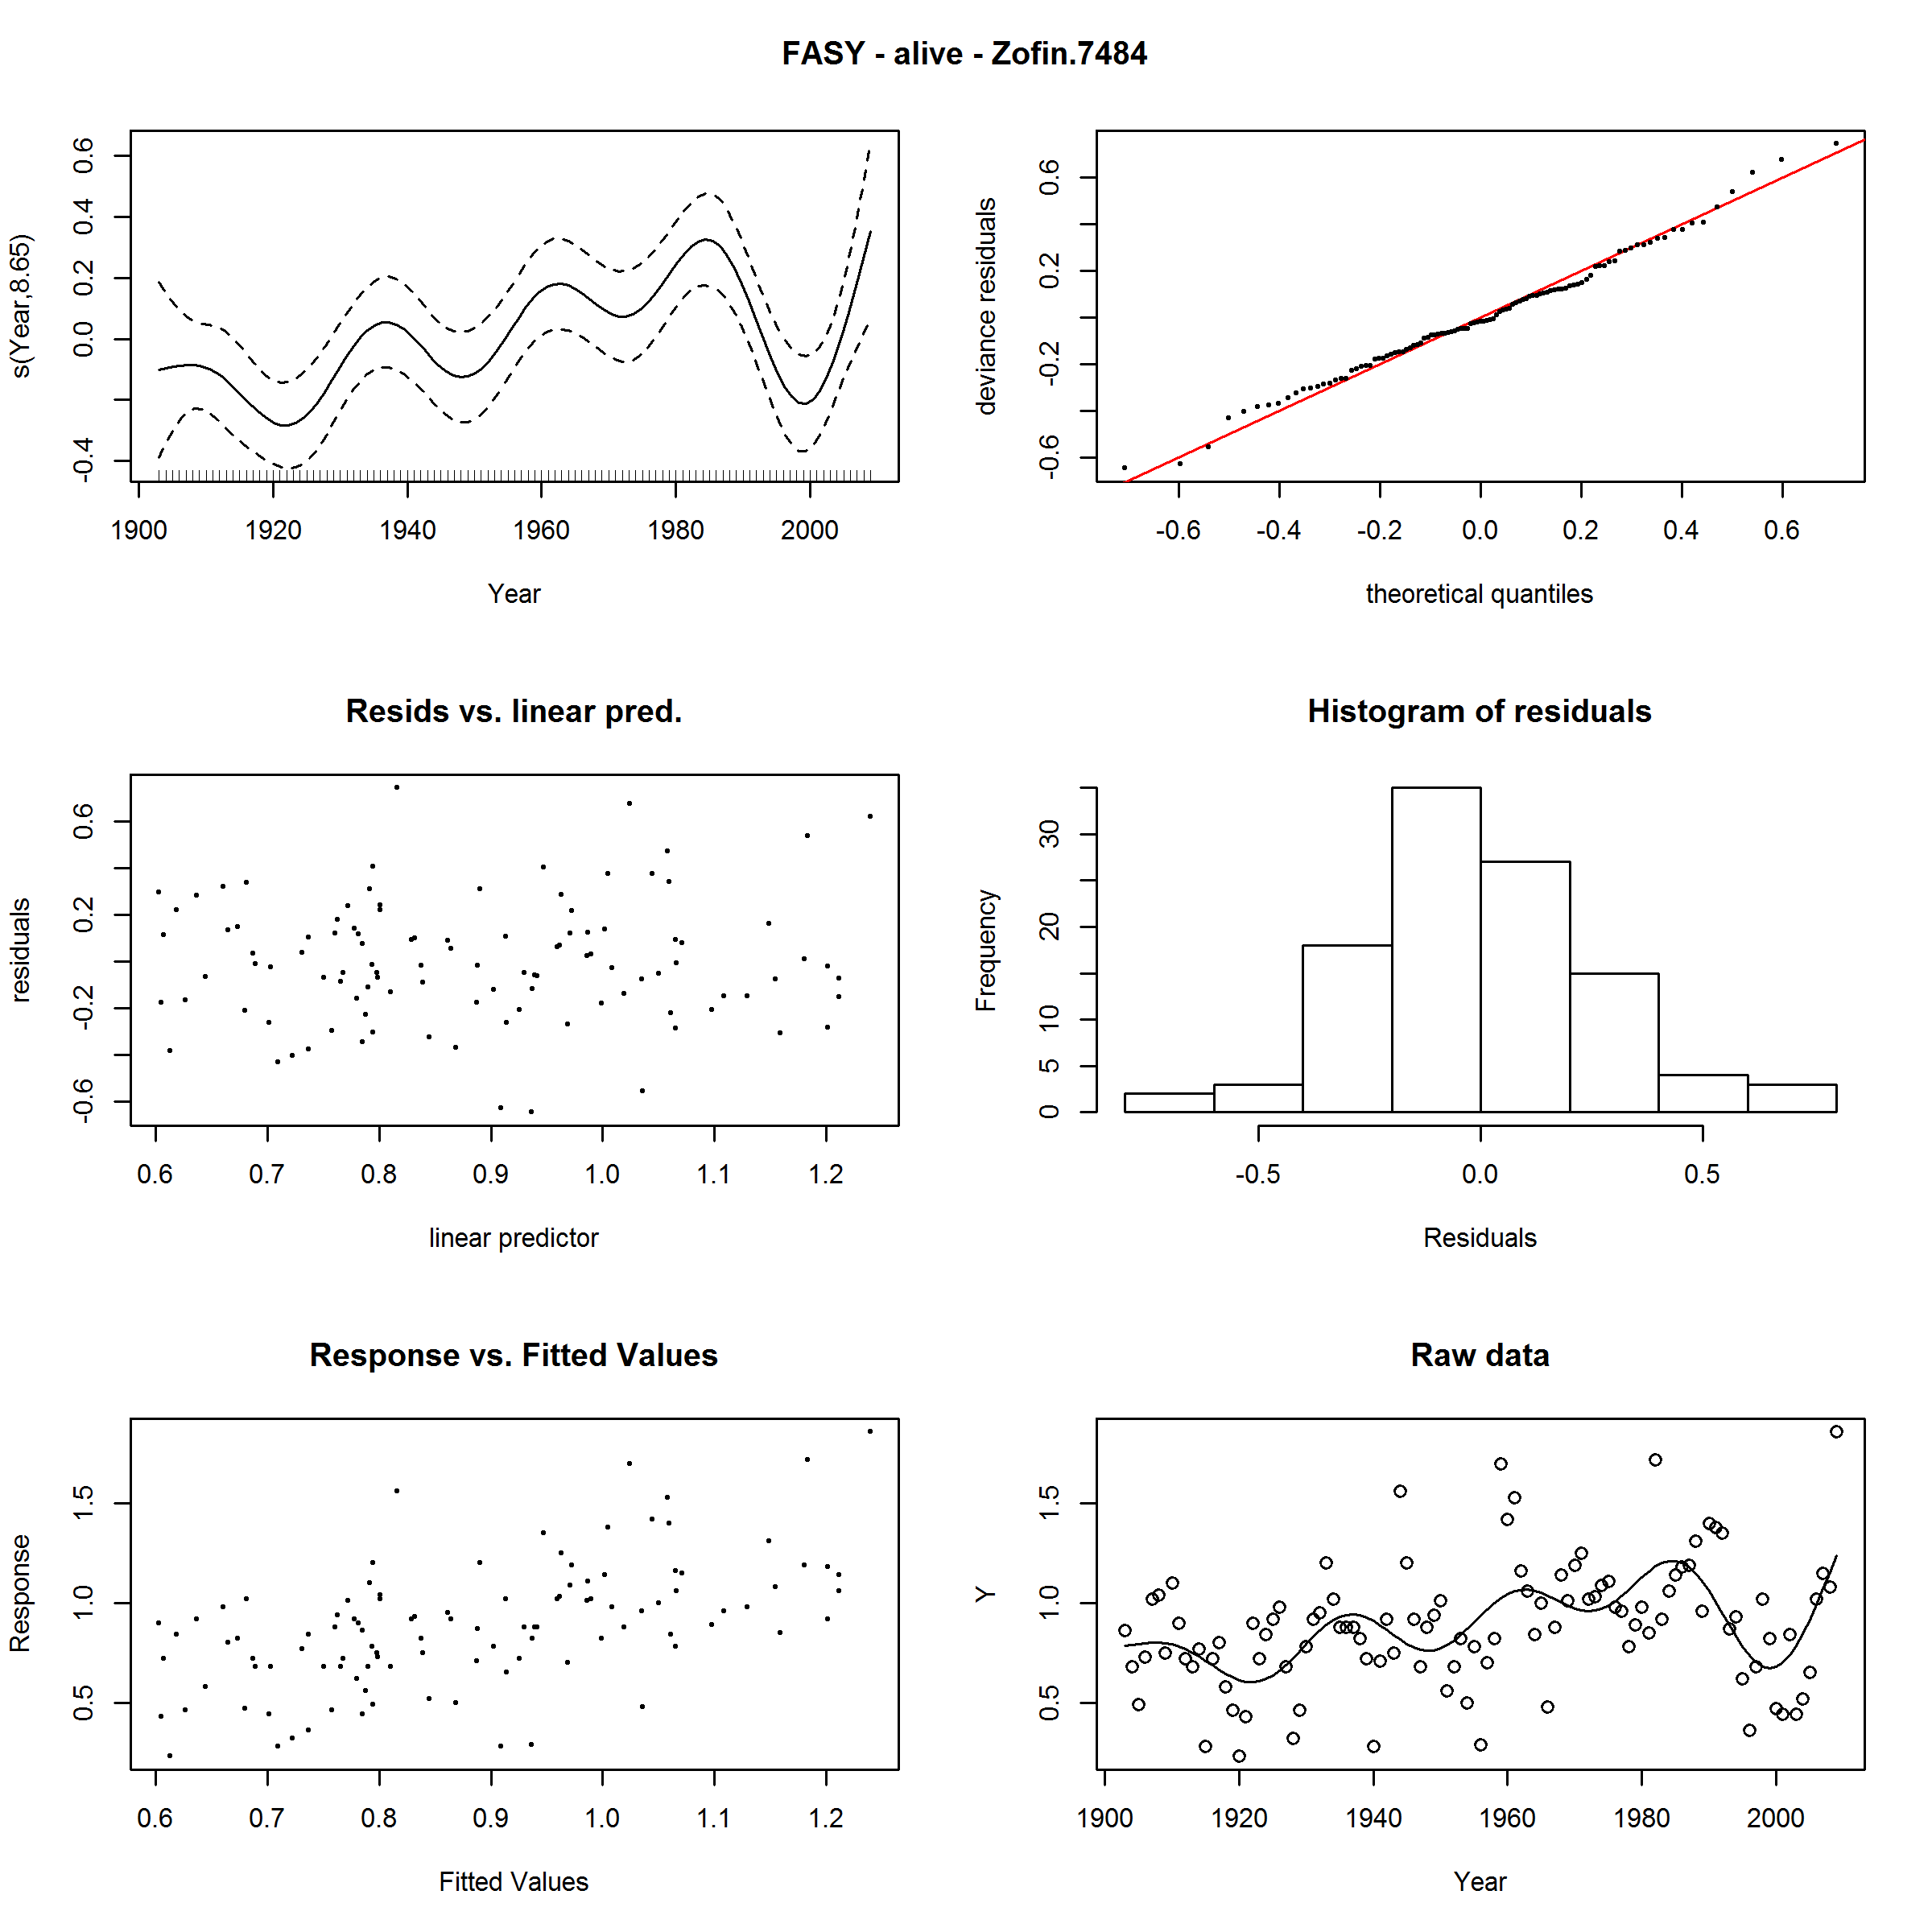 FASY - alive - Zofin.7484
s(Year,8.65)
-0.4 0.0 0.2 0.4 0.6
1900 1920 1940 1960 1980 2000
Year
deviance residuals
-0.6 -0.2 0.2 0.6
-0.6 -0.4 -0.2 0.0 0.2 0.4 0.6
theoretical quantiles
Resids vs. linear pred.
residuals
-0.6 -0.2 0.2 0.6
0.6 0.7 0.8 0.9 1.0 1.1 1.2
linear predictor
Histogram of residuals
Frequency
0 5 10 20 30
-0.5 0.0 0.5
Residuals
Response vs. Fitted Values
Response
0.5 1.0 1.5
0.6 0.7 0.8 0.9 1.0 1.1 1.2
Fitted Values
Raw data
Y
0.5 1.0 1.5
1900 1920 1940 1960 1980 2000
Year